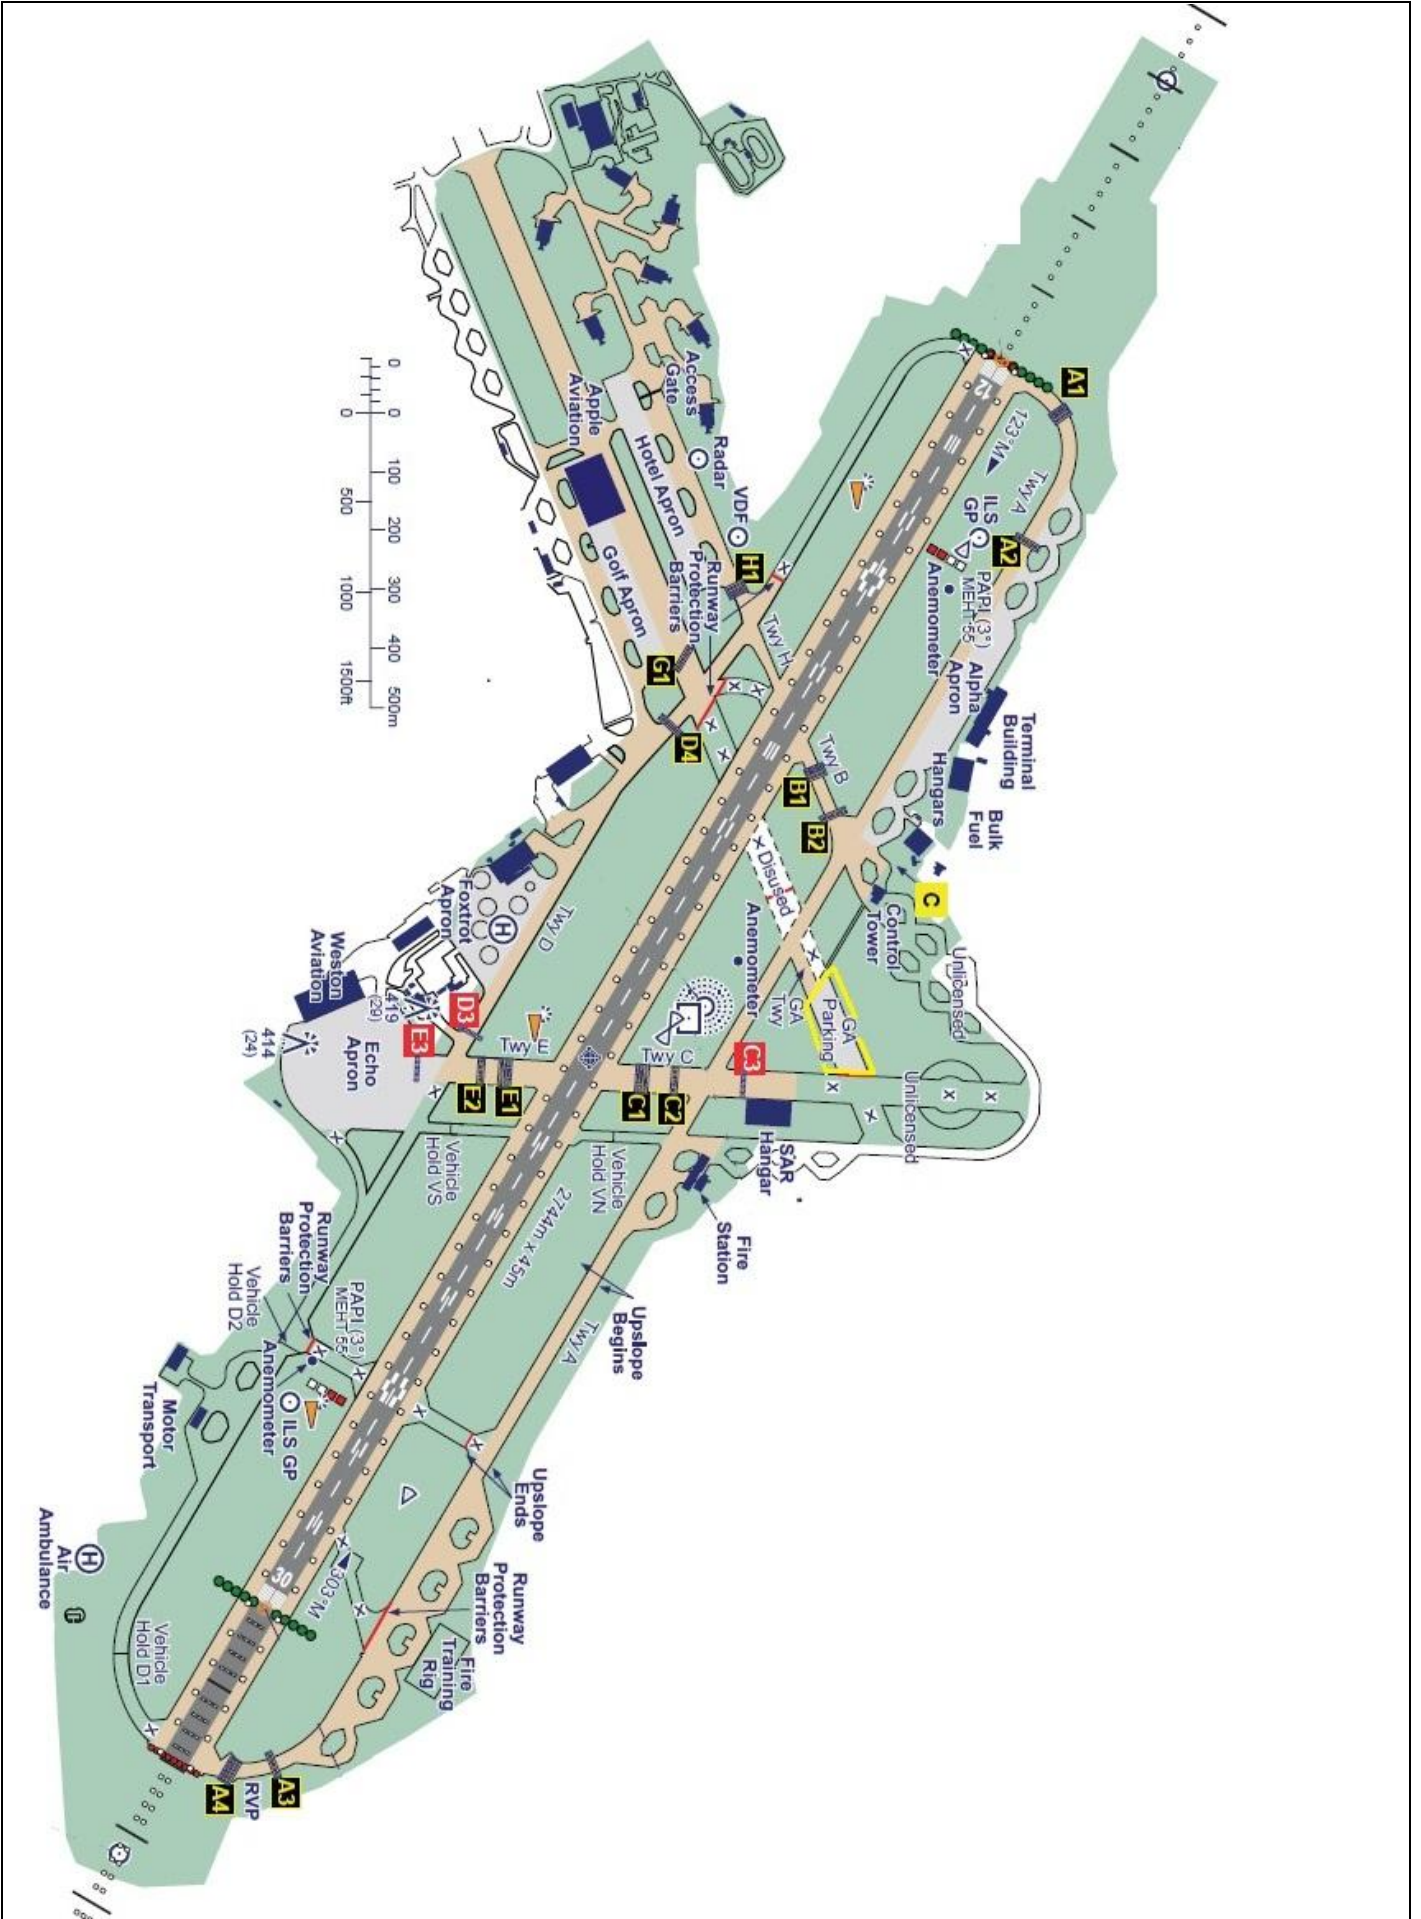 A1
12
123°M
Twy A
ILS
GP
A2
PAPI (3°)
MEHT 55
Anemometer
Alpha
Apron
Terminal
Building
Hangars
Bulk
Fuel
C
Control
Tower
Unlicensed
Access
Gate
Radar
VDF
H1
Apple
Aviation
Hotel Apron
Golf Apron
Runway
Protection
Barriers
Twy H
G1
D4
Twy B
B1
B2
X Disused
Anemometer
GA
Twy
GA
Parking
Unlicensed
0 100 200 300 400 500m
0 500 1000 1500ft
Foxtrot
Apron
H
Twy D
Weston
Aviation
419
(29)
414
(24)
Echo
Apron
D3
E3
Twy E
E2
E1
Twy C
C1
C2
C3
SAR
Hangar
Fire
Station
Vehicle
Hold VS
Vehicle
Hold VN
2744m x 45m
Upslope
Begins
Twy A
Runway
Protection
Barriers
Vehicle
Hold D2
PAPI (3°)
MEHT 55
Anemometer
ILS GP
Motor
Transport
Upslope
Ends
Runway
Protection
Barriers
303°M
30
Fire
Training
Rig
H
Air
Ambulance
Vehicle
Hold D1
A4
RVP
A3